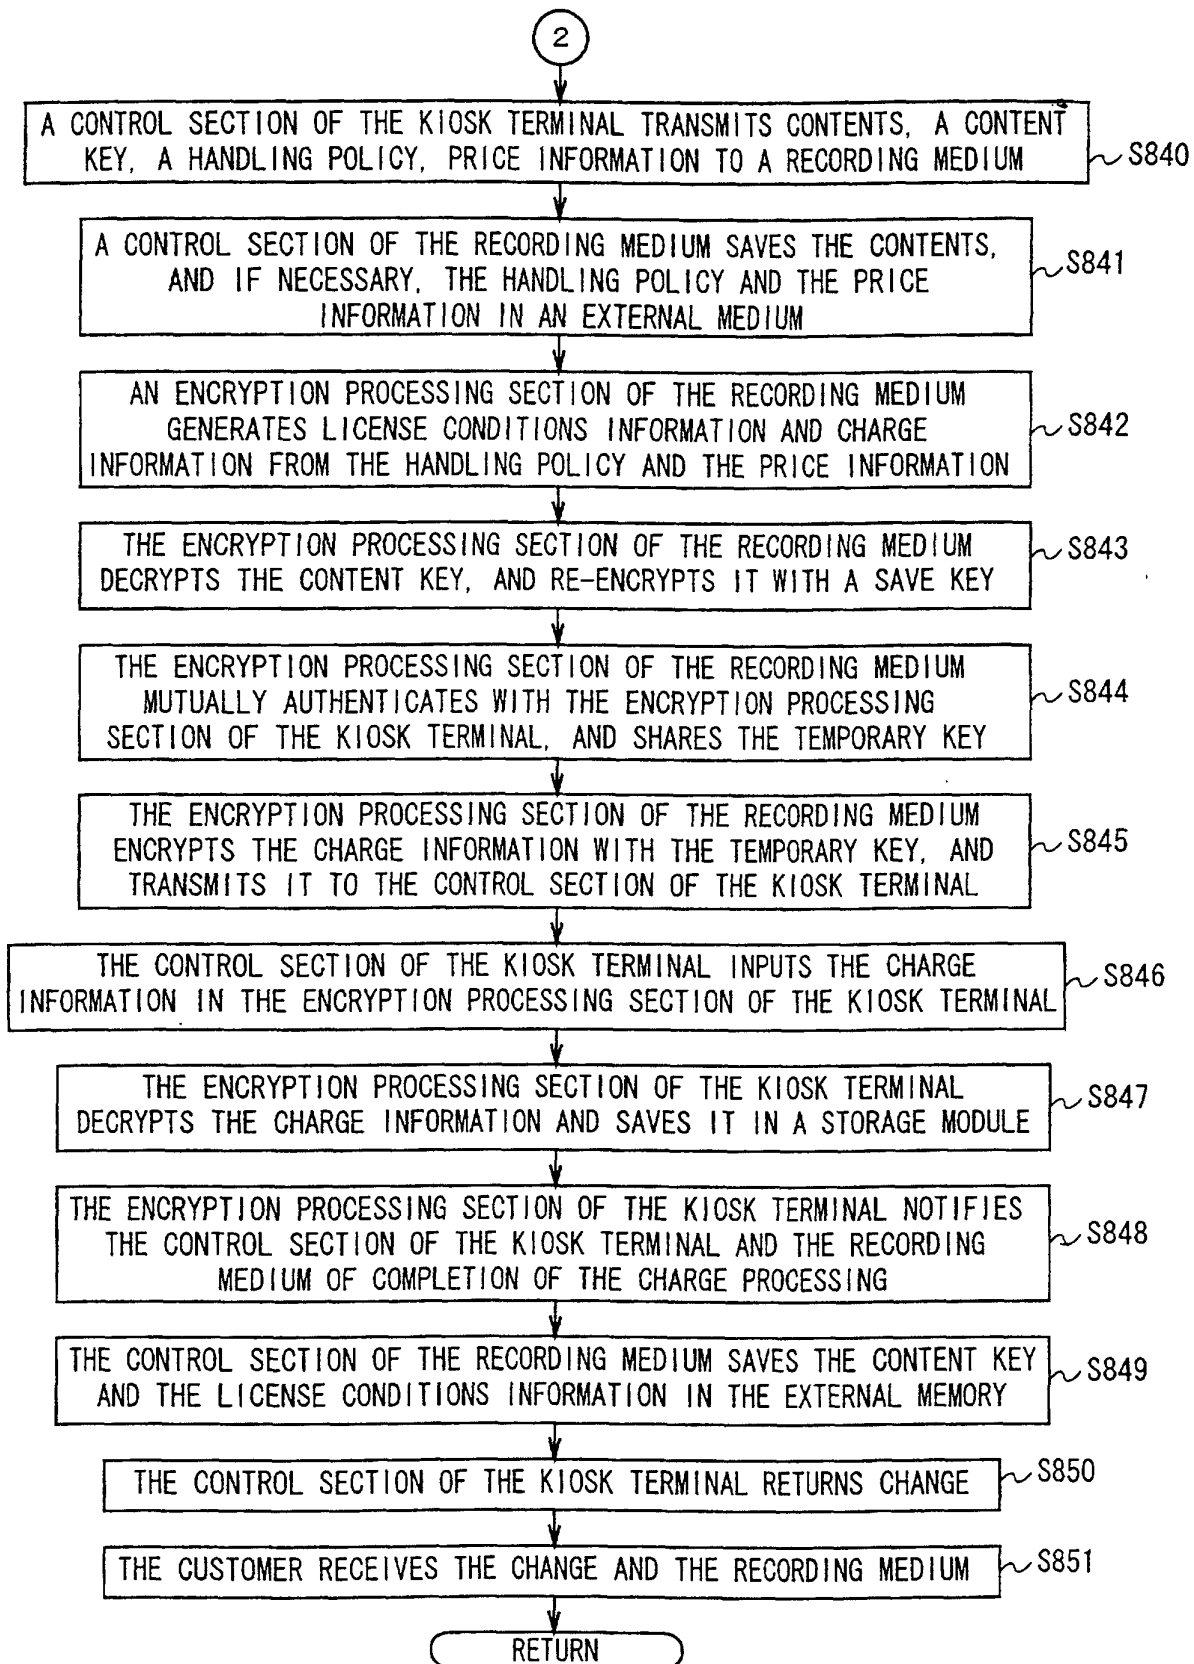 2
A CONTROL SECTION OF THE KIOSK TERMINAL TRANSMITS CONTENTS, A CONTENT
KEY, A HANDLING POLICY, PRICE INFORMATION TO A RECORDING MEDIUM
S840
A CONTROL SECTION OF THE RECORDING MEDIUM SAVES THE CONTENTS,
AND IF NECESSARY, THE HANDLING POLICY AND THE PRICE
INFORMATION IN AN EXTERNAL MEDIUM
S841
AN ENCRYPTION PROCESSING SECTION OF THE RECORDING MEDIUM
GENERATES LICENSE CONDITIONS INFORMATION AND CHARGE
INFORMATION FROM THE HANDLING POLICY AND THE PRICE INFORMATION
S842
THE ENCRYPTION PROCESSING SECTION OF THE RECORDING MEDIUM
DECRYPTS THE CONTENT KEY, AND RE-ENCRYPTS IT WITH A SAVE KEY
S843
THE ENCRYPTION PROCESSING SECTION OF THE RECORDING MEDIUM
MUTUALLY AUTHENTICATES WITH THE ENCRYPTION PROCESSING
SECTION OF THE KIOSK TERMINAL, AND SHARES THE TEMPORARY KEY
S844
THE ENCRYPTION PROCESSING SECTION OF THE RECORDING MEDIUM
ENCRYPTS THE CHARGE INFORMATION WITH THE TEMPORARY KEY, AND
TRANSMITS IT TO THE CONTROL SECTION OF THE KIOSK TERMINAL
S845
THE CONTROL SECTION OF THE KIOSK TERMINAL INPUTS THE CHARGE
INFORMATION IN THE ENCRYPTION PROCESSING SECTION OF THE KIOSK TERMINAL
S846
THE ENCRYPTION PROCESSING SECTION OF THE KIOSK TERMINAL
DECRYPTS THE CHARGE INFORMATION AND SAVES IT IN A STORAGE MODULE
S847
THE ENCRYPTION PROCESSING SECTION OF THE KIOSK TERMINAL NOTIFIES
THE CONTROL SECTION OF THE KIOSK TERMINAL AND THE RECORDING
MEDIUM OF COMPLETION OF THE CHARGE PROCESSING
S848
THE CONTROL SECTION OF THE RECORDING MEDIUM SAVES THE CONTENT KEY
AND THE LICENSE CONDITIONS INFORMATION IN THE EXTERNAL MEMORY
S849
THE CONTROL SECTION OF THE KIOSK TERMINAL RETURNS CHANGE
S850
THE CUSTOMER RECEIVES THE CHANGE AND THE RECORDING MEDIUM
S851
RETURN